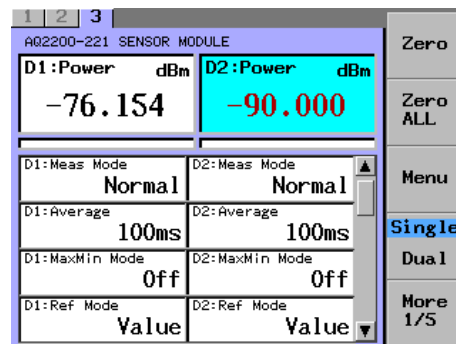 1 2 3
AQ2200-221 SENSOR MODULE
D1:Power dBm D2:Power dBm
-76.154 -90.000
D1:Meas Mode D2:Meas Mode
Normal Normal
D1:Average D2:Average
100ms 100ms
D1:MaxMin Mode D2:MaxMin Mode
Off Off
D1:Ref Mode D2:Ref Mode
Value Value
Zero
Zero
ALL
Menu
Single
Dual
More
1/5